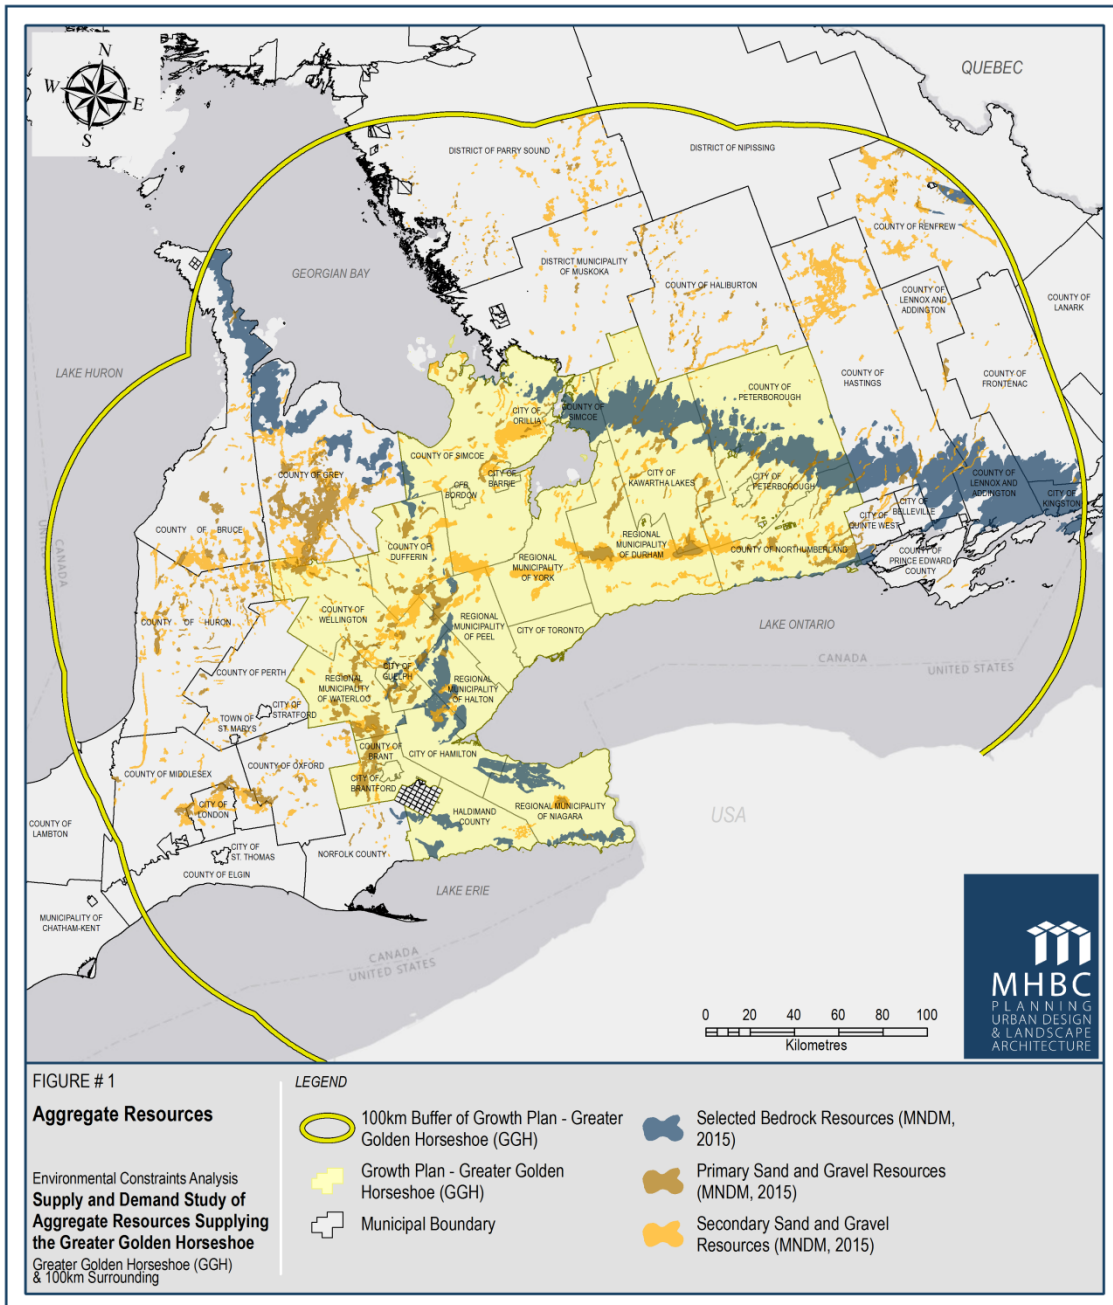 N
W
E
S
QUEBEC
DISTRICT OF PARRY SOUND
DISTRICT OF NIPISSING
COUNTY OF RENFREW
GEORGIAN BAY
DISTRICT MUNICIPALITY
OF MUSKOKA
COUNTY OF HALIBURTON
COUNTY OF
LENNOX AND
ADDINGTON
COUNTY OF
LANARK
LAKE HURON
COUNTY OF
HASTINGS
COUNTY OF
FRONTENAC
COUNTY OF
PETERBOROUGH
CITY OF
ORILLIA
COUNTY OF
SIMCOE
COUNTY OF SIMCOE
CITY OF
BARRIE
CFB
BORDON
COUNTY OF GREY
CITY OF
KAWARTHA LAKES
CITY OF
PETERBOROUGH
COUNTY OF
LENNOX AND
ADDINGTON
CITY OF
KINGSTON
CITY OF
BELLEVILLE
CITY OF
QUINTE WEST
COUNTY OF BRUCE
COUNTY OF
DUFFERIN
REGIONAL
MUNICIPALITY
OF YORK
REGIONAL
MUNICIPALITY
OF DURHAM
COUNTY OF NORTHUMBERLAND
COUNTY OF
PRINCE EDWARD
COUNTY
UNITED STATES
CANADA
COUNTY OF HURON
COUNTY OF
WELLINGTON
REGIONAL
MUNICIPALITY
OF PEEL
CITY OF TORONTO
LAKE ONTARIO
CANADA
UNITED STATES
COUNTY OF PERTH
REGIONAL
MUNICIPALITY
OF WATERLOO
CITY OF
GUELPH
REGIONAL
MUNICIPALITY
OF HALTON
CITY OF
STRATFORD
TOWN OF
ST. MARYS
COUNTY OF MIDDLESEX
COUNTY OF OXFORD
COUNTY OF
BRANT
CITY OF HAMILTON
CITY OF
BRANTFORD
CITY OF
LONDON
HALDIMAND
COUNTY
REGIONAL MUNICIPALITY
OF NIAGARA
USA
COUNTY OF
LAMBTON
CITY OF
ST. THOMAS
NORFOLK COUNTY
COUNTY OF ELGIN
LAKE ERIE
MUNICIPALITY OF
CHATHAM-KENT
CANADA
UNITED STATES
MHBC
PLANNING
URBAN DESIGN
& LANDSCAPE
ARCHITECTURE
0 20 40 60 80 100
Kilometres
FIGURE # 1
Aggregate Resources
Environmental Constraints Analysis
Supply and Demand Study of
Aggregate Resources Supplying
the Greater Golden Horseshoe
Greater Golden Horseshoe (GGH)
& 100km Surrounding
LEGEND
100km Buffer of Growth Plan - Greater
Golden Horseshoe (GGH)
Growth Plan - Greater Golden
Horseshoe (GGH)
Municipal Boundary
Selected Bedrock Resources (MNDM,
2015)
Primary Sand and Gravel Resources
(MNDM, 2015)
Secondary Sand and Gravel
Resources (MNDM, 2015)